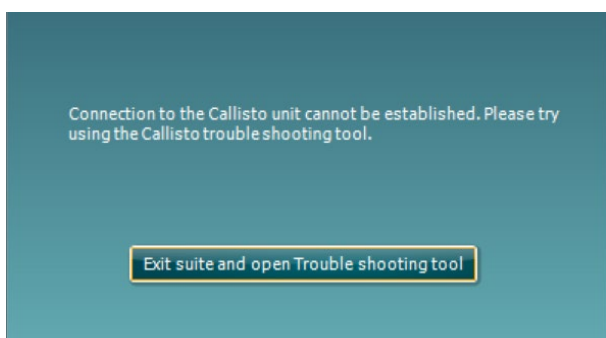 Connection to the Callisto unit cannot be established. Please try
using the Callisto trouble shooting tool.
Exit suite and open Trouble shooting tool